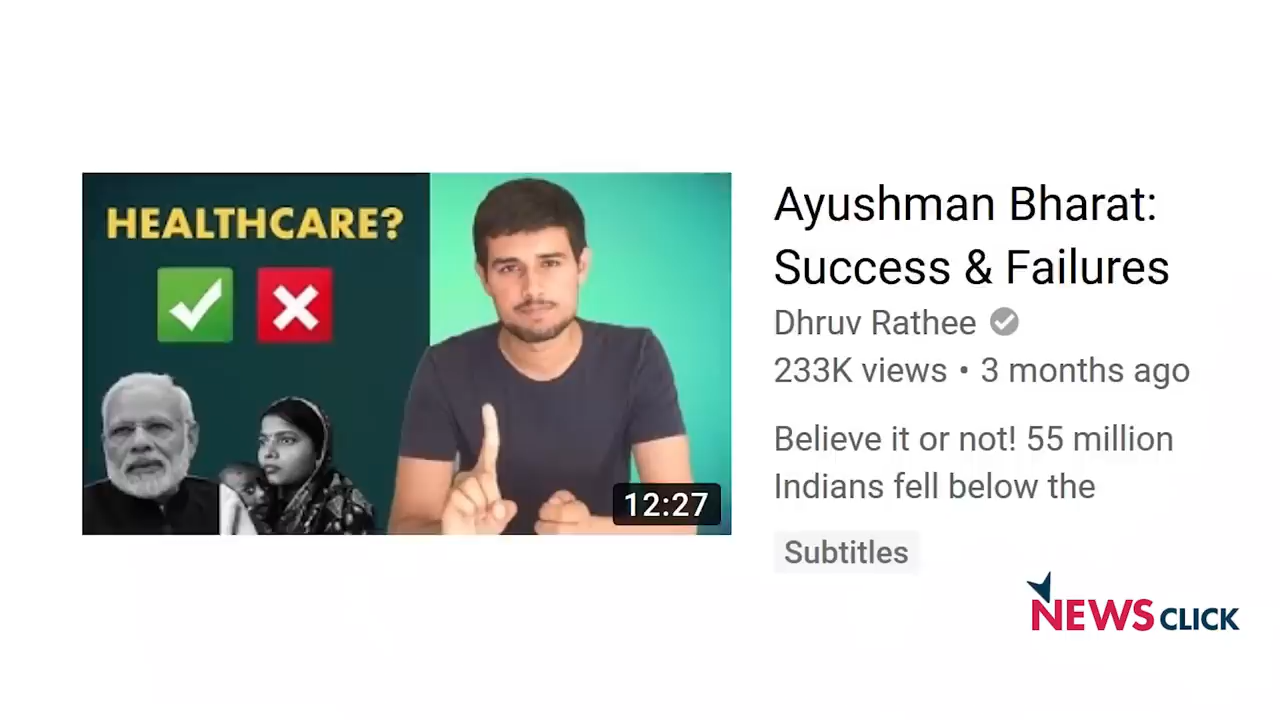 HEALTHCARE?
12:27
Ayushman Bharat:
Success & Failures
Dhruv Rathee
233K views • 3 months ago
Believe it or not! 55 million
Indians fell below the
Subtitles
NEWS CLICK